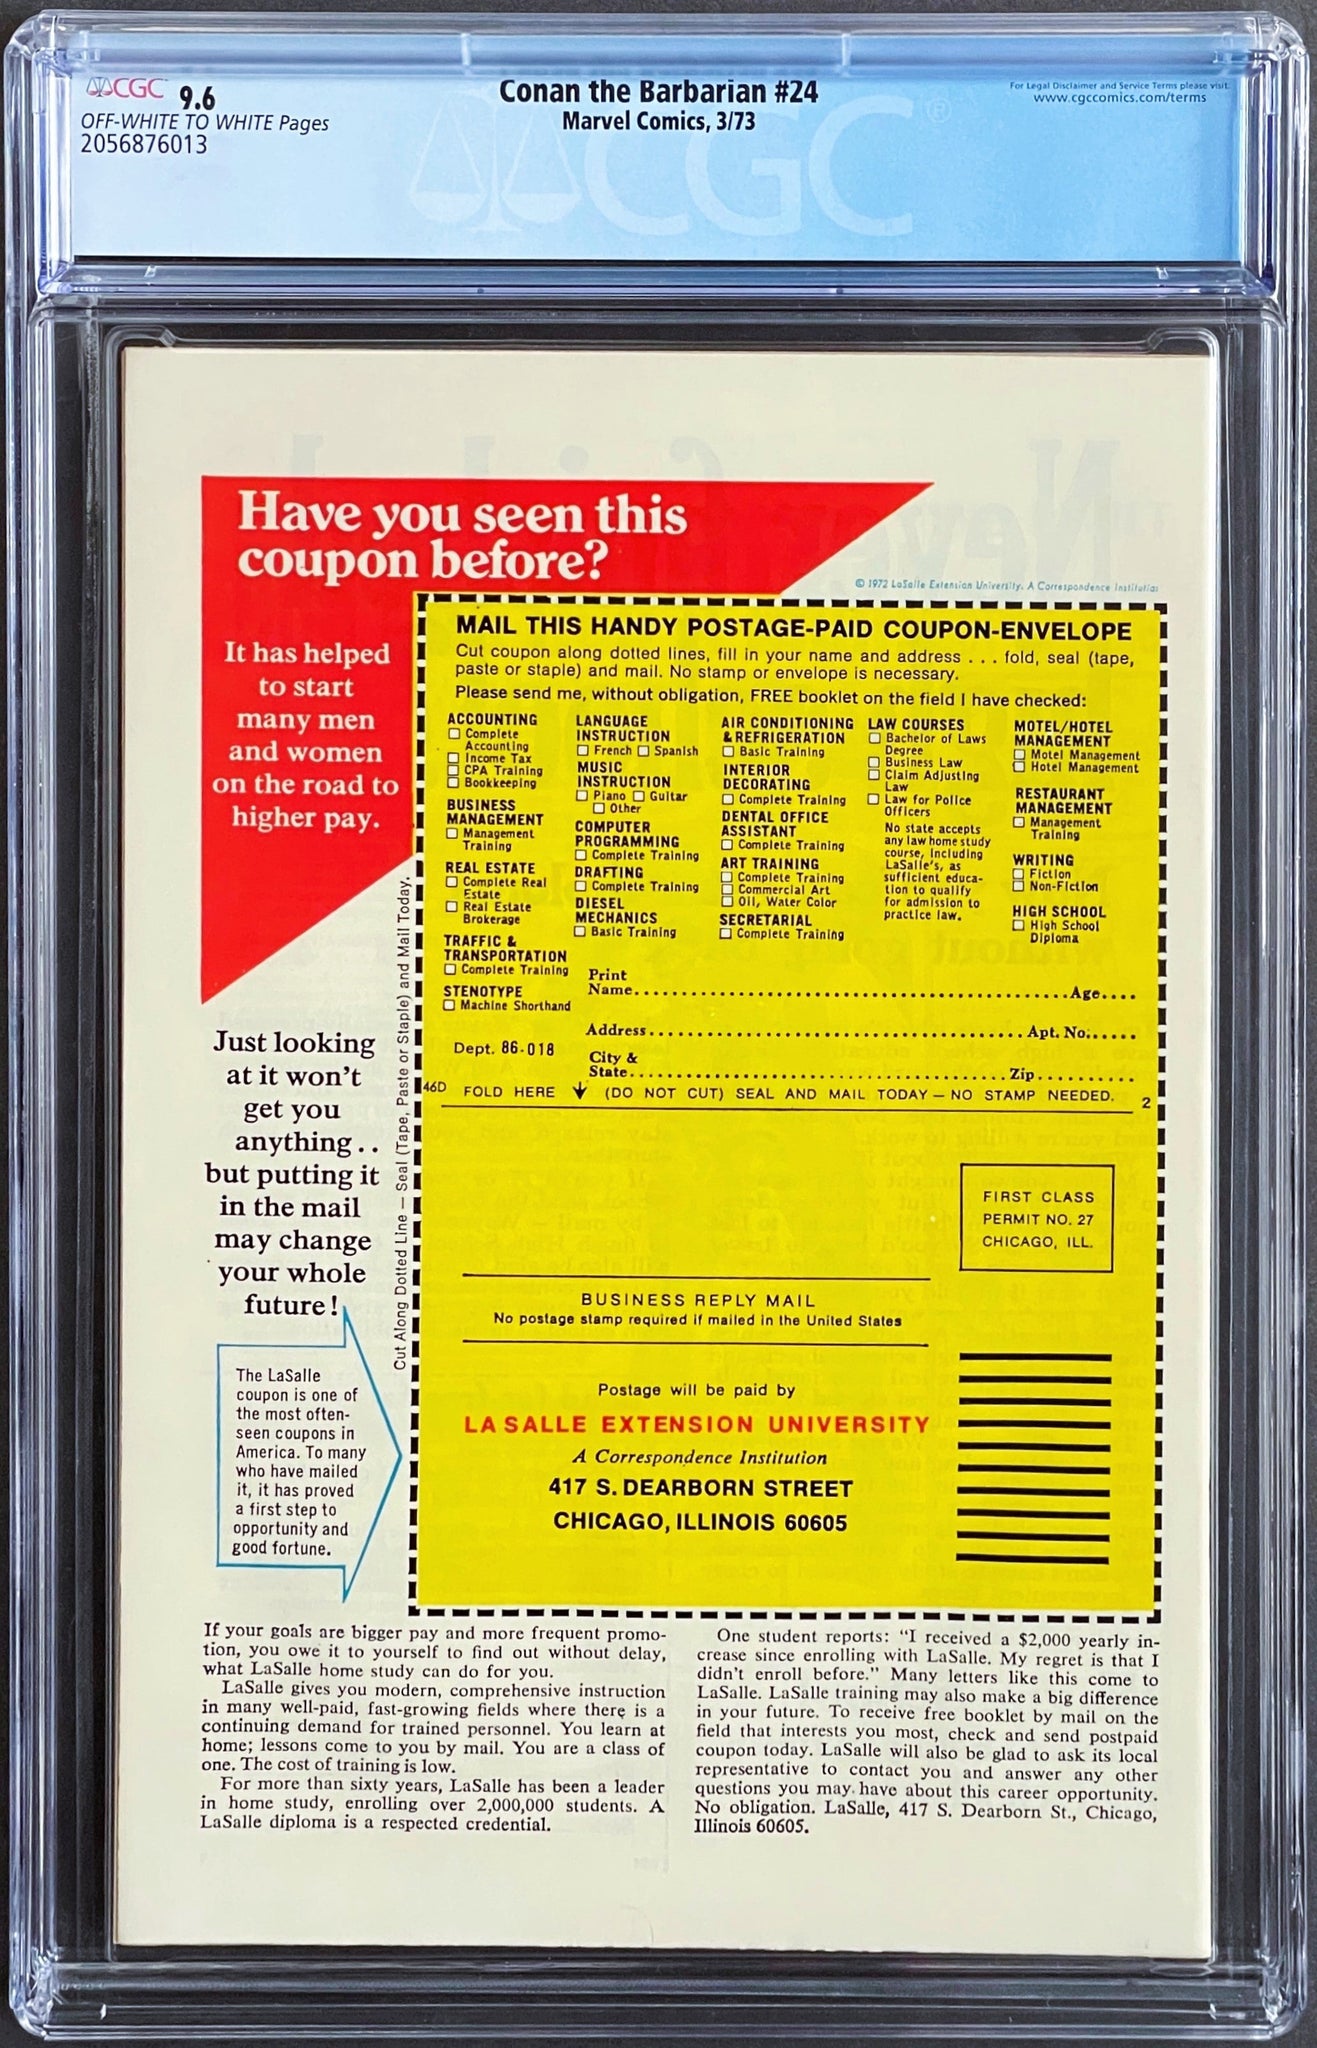 CGC 9.6
OFF-WHITE TO WHITE Pages
2056876013
Conan the Barbarian #24
Marvel Comics, 3/73
For Legal Disclaimer and Service Terms please visit
www.cgccomics.com/terms
CGC®
Have you seen this
coupon before?
It has helped
to start
many men
and women
on the road to
higher pay.
Just looking
at it won't
get you
anything..
but putting it
in the mail
may change
your whole
future!
The LaSalle
coupon is one of
the most often-
seen coupons in
America. To many
who have mailed
it, it has proved
a first step to
opportunity and
good fortune.
Cut Along Dotted Line — Seal (Tape, Paste or Staple) and Mail Today.
© 1972 LaSalle Extension University. A Correspondence Institution
MAIL THIS HANDY POSTAGE-PAID COUPON-ENVELOPE
Cut coupon along dotted lines, fill in your name and address . . . fold, seal (tape,
paste or staple) and mail. No stamp or envelope is necessary.
Please send me, without obligation, FREE booklet on the field I have checked:
ACCOUNTING
Complete
Accounting
Income Tax
CPA Training
Bookkeeping
BUSINESS
MANAGEMENT
Management
Training
REAL ESTATE
Complete Real
Estate
Real Estate
Brokerage
TRAFFIC &
TRANSPORTATION
Complete Training
STENOTYPE
Machine Shorthand
LANGUAGE
INSTRUCTION
French Spanish
MUSIC
INSTRUCTION
Piano Guitar
Other
COMPUTER
PROGRAMMING
Complete Training
DRAFTING
Complete Training
DIESEL
MECHANICS
Basic Training
AIR CONDITIONING
& REFRIGERATION
Basic Training
INTERIOR
DECORATING
Complete Training
DENTAL OFFICE
ASSISTANT
Complete Training
ART TRAINING
Complete Training
Commercial Art
Oil, Water Color
SECRETARIAL
Complete Training
LAW COURSES
Bachelor of Laws
Degree
Business Law
Claim Adjusting
Law
Law for Police
Officers
No state accepts
any law home study
course, including
LaSalle's, as
sufficient educa-
tion to qualify
for admission to
practice law.
MOTEL/HOTEL
MANAGEMENT
Motel Management
Hotel Management
RESTAURANT
MANAGEMENT
Management
Training
WRITING
Fiction
Non-Fiction
HIGH SCHOOL
High School
Diploma
Print
Name........Age....
Address........Apt. No......
Dept. 86-018
City &
State........Zip..........
46D FOLD HERE (DO NOT CUT) SEAL AND MAIL TODAY — NO STAMP NEEDED. 2
FIRST CLASS
PERMIT NO. 27
CHICAGO, ILL.
BUSINESS REPLY MAIL
No postage stamp required if mailed in the United States
Postage will be paid by
LA SALLE EXTENSION UNIVERSITY
A Correspondence Institution
417 S. DEARBORN STREET
CHICAGO, ILLINOIS 60605
If your goals are bigger pay and more frequent promo-
tion, you owe it to yourself to find out without delay,
what LaSalle home study can do for you.
LaSalle gives you modern, comprehensive instruction
in many well-paid, fast-growing fields where there is a
continuing demand for trained personnel. You learn at
home; lessons come to you by mail. You are a class of
one. The cost of training is low.
For more than sixty years, LaSalle has been a leader
in home study, enrolling over 2,000,000 students. A
LaSalle diploma is a respected credential.
One student reports: "I received a $2,000 yearly in-
crease since enrolling with LaSalle. My regret is that I
didn't enroll before." Many letters like this come to
LaSalle. LaSalle training may also make a big difference
in your future. To receive free booklet by mail on the
field that interests you most, check and send postpaid
coupon today. LaSalle will also be glad to ask its local
representative to contact you and answer any other
questions you may have about this career opportunity.
No obligation. LaSalle, 417 S. Dearborn St., Chicago,
Illinois 60605.